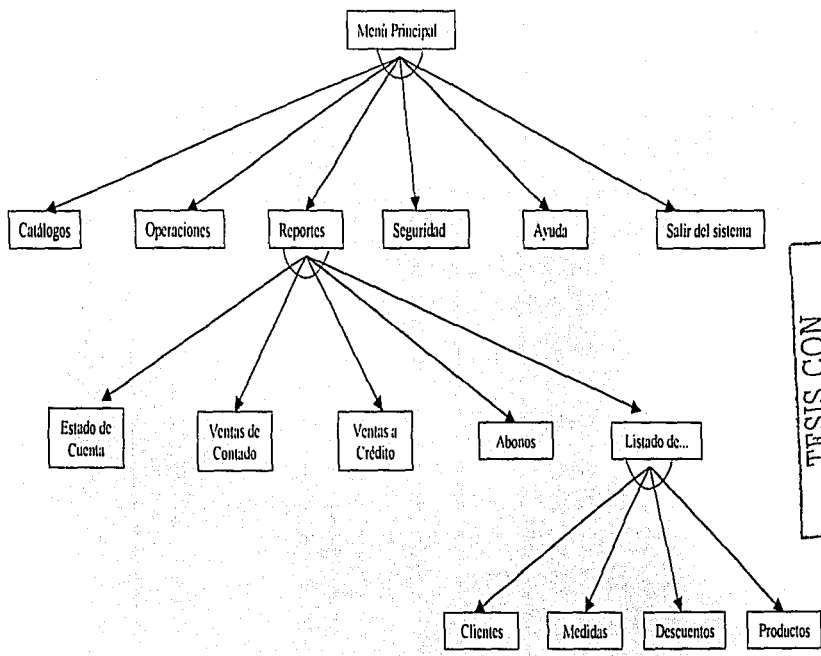 Menú Principal
Catálogos
Operaciones
Reportes
Seguridad
Ayuda
Salir del sistema
TESIS CON
Estado de
Cuenta
Ventas de
Contado
Ventas a
Crédito
Abonos
Listado de...
Clientes
Medidas
Descuentos
Productos